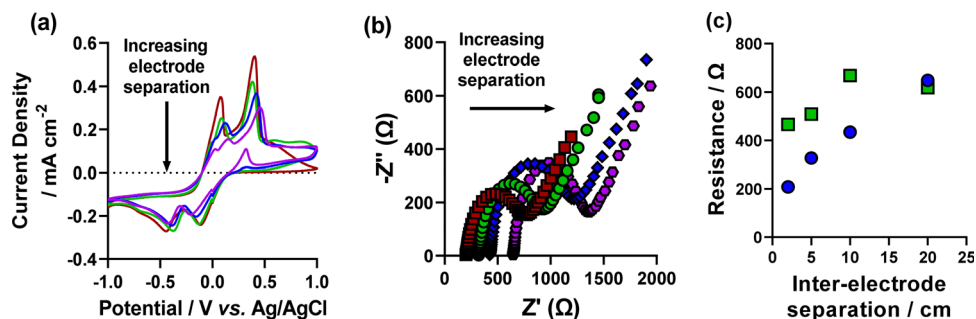 (a)
Increasing
electrode
separation
0.6
0.4
0.2
0.0
-0.2
-0.4
-1.0
-0.5
0.0
0.5
1.0
Current Density
/ mA cm-2
Potential / V vs. Ag/AgCl
(b)
Increasing
electrode
separation
800
600
400
200
0
0
500
1000
1500
2000
-Z" (Ω)
Z' (Ω)
(c)
800
600
400
200
0
0
5
10
15
20
25
Resistance / Ω
Inter-electrode
separation / cm